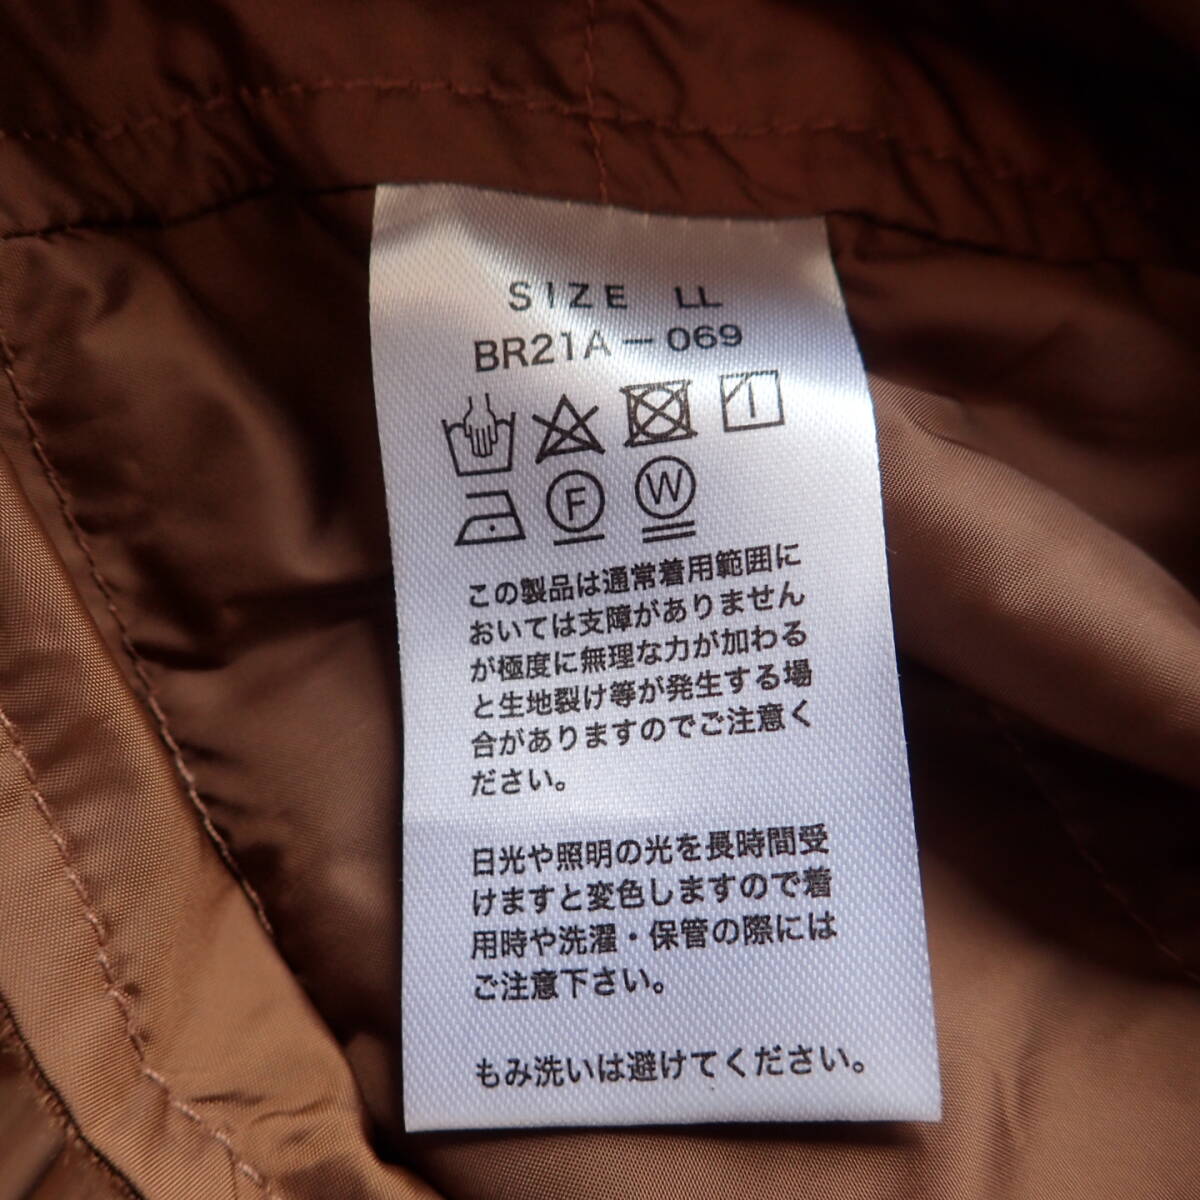 SIZE LL
BR21A-069
F W
この製品は通常着用範囲に
おいては支障がありません
が極度に無理な力が加わる
と生地裂け等が発生する場
合がありますのでご注意く
ださい。
日光や照明の光を長時間受
けますと変色しますので着
用時や洗濯・保管の際には
ご注意下さい。
もみ洗いは避けてください。